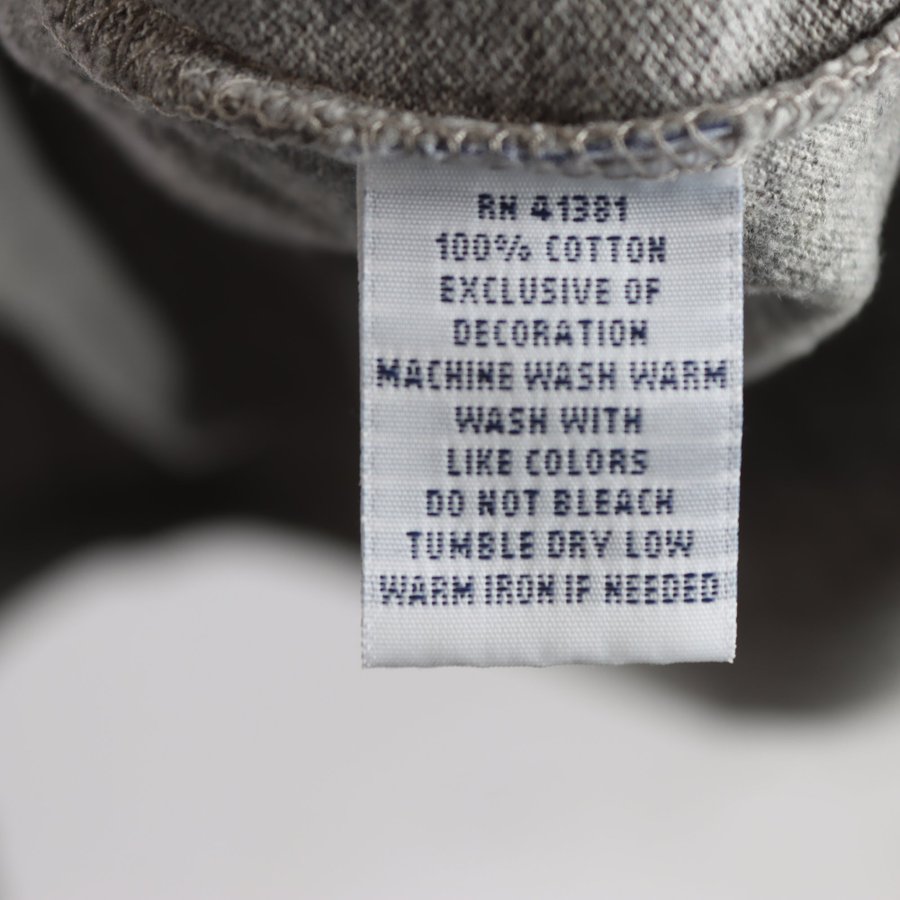 RN 41381
100% COTTON
EXCLUSIVE OF
DECORATION
MACHINE WASH WARM
WASH WITH
LIKE COLORS
DO NOT BLEACH
TUMBLE DRY LOW
WARM IRON IF NEEDED